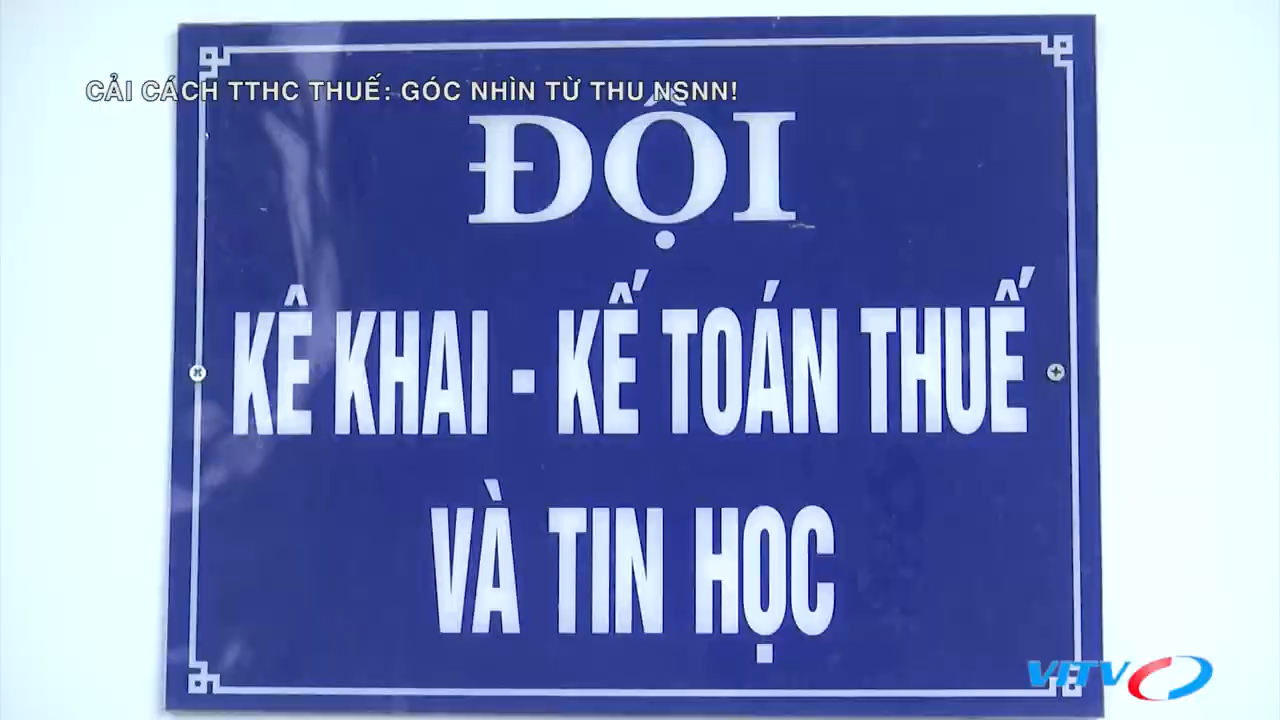 CẢI CÁCH TTHC THUẾ: GÓC NHÌN TỪ THU NSNN!
ĐỘI
KÊ KHAI - KẾ TOÁN THUẾ
VÀ TIN HỌC
VITV